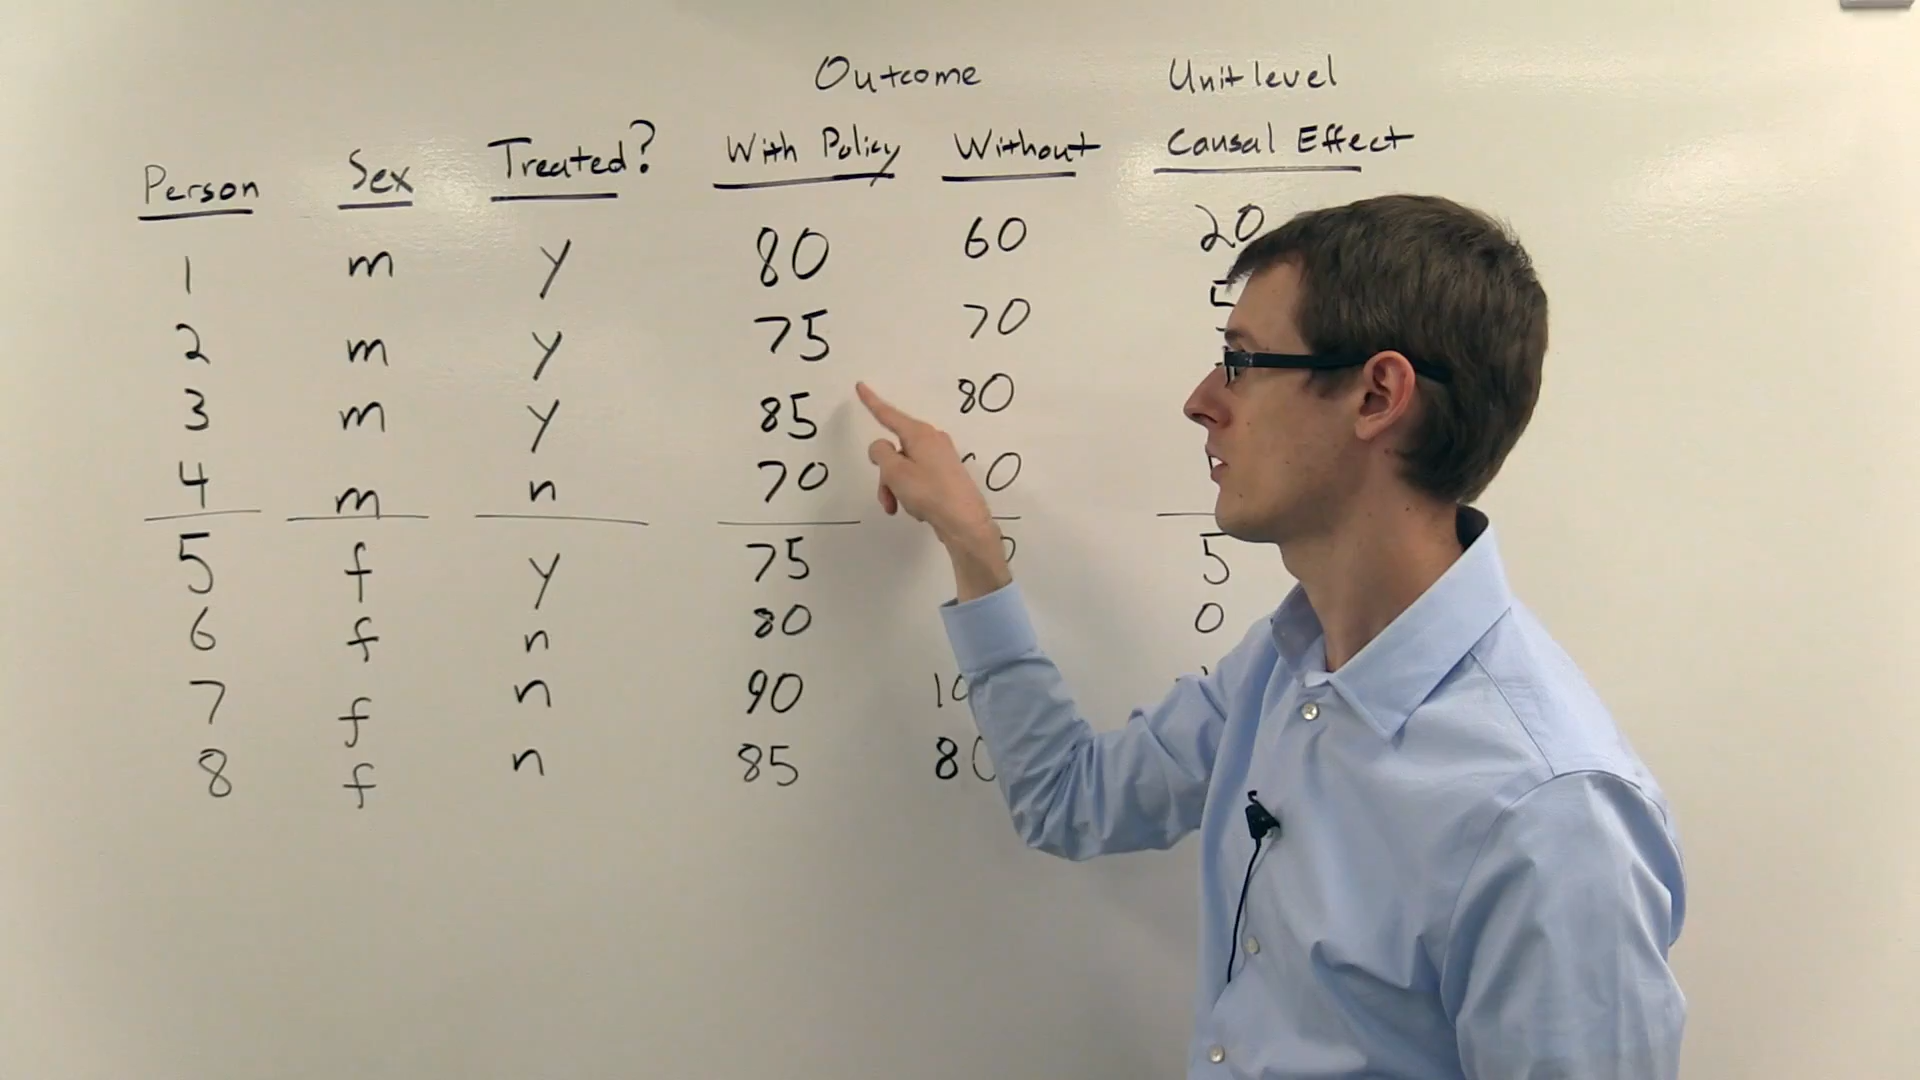 Outcome Unit level
Person Sex Treated? With Policy Without Causal Effect
1 m y 80 60 20
2 m y 75 70
3 m y 85 80
4 m n 70
5 f y 75 5
6 f n 80 0
7 f n 90
8 f n 85 80